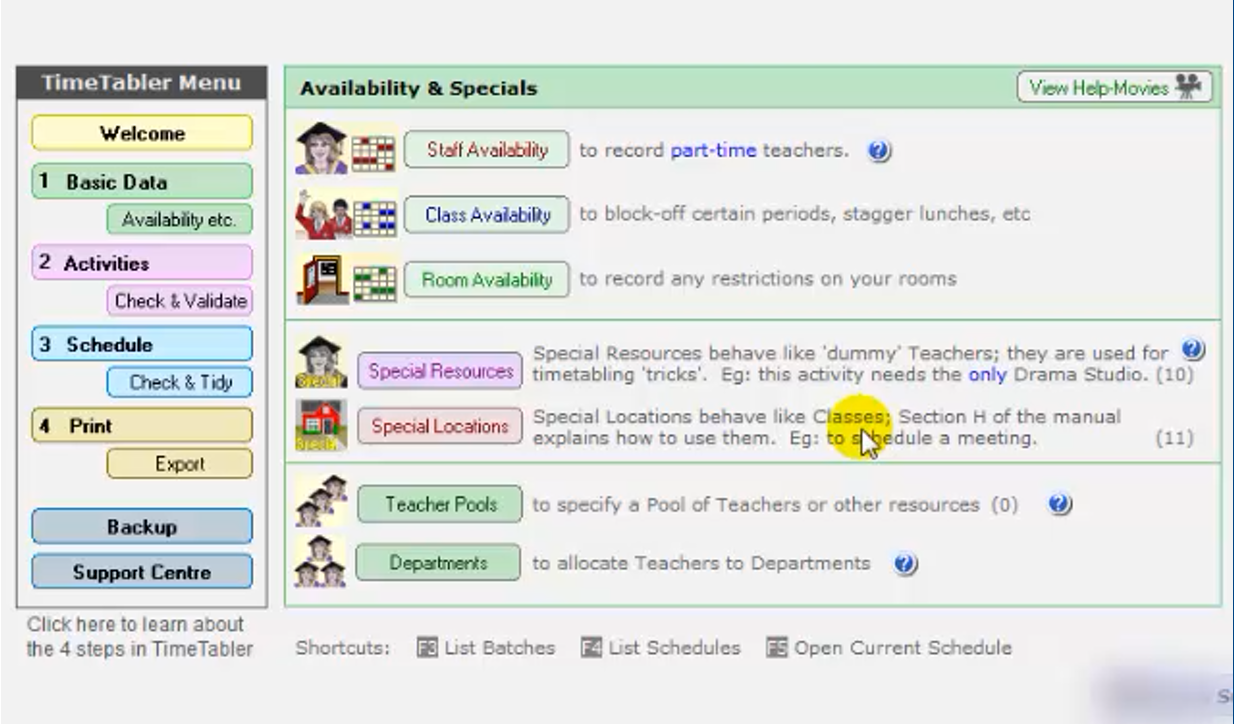 TimeTabler Menu
Welcome
1 Basic Data
Availability etc.
2 Activities
Check & Validate
3 Schedule
Check & Tidy
4 Print
Export
Backup
Support Centre
Click here to learn about
the 4 steps in TimeTabler
Availability & Specials
View Help-Movies
Staff Availability to record part-time teachers.
Class Availability to block-off certain periods, stagger lunches, etc
Room Availability to record any restrictions on your rooms
Special Resources
Special Resources behave like 'dummy' Teachers; they are used for
timetabling 'tricks'. Eg: this activity needs the only Drama Studio. (10)
Special Locations
Special Locations behave like Classes; Section H of the manual
explains how to use them. Eg: to schedule a meeting. (11)
Teacher Pools to specify a Pool of Teachers or other resources (0)
Departments to allocate Teachers to Departments
Shortcuts: F3 List Batches F4 List Schedules F5 Open Current Schedule